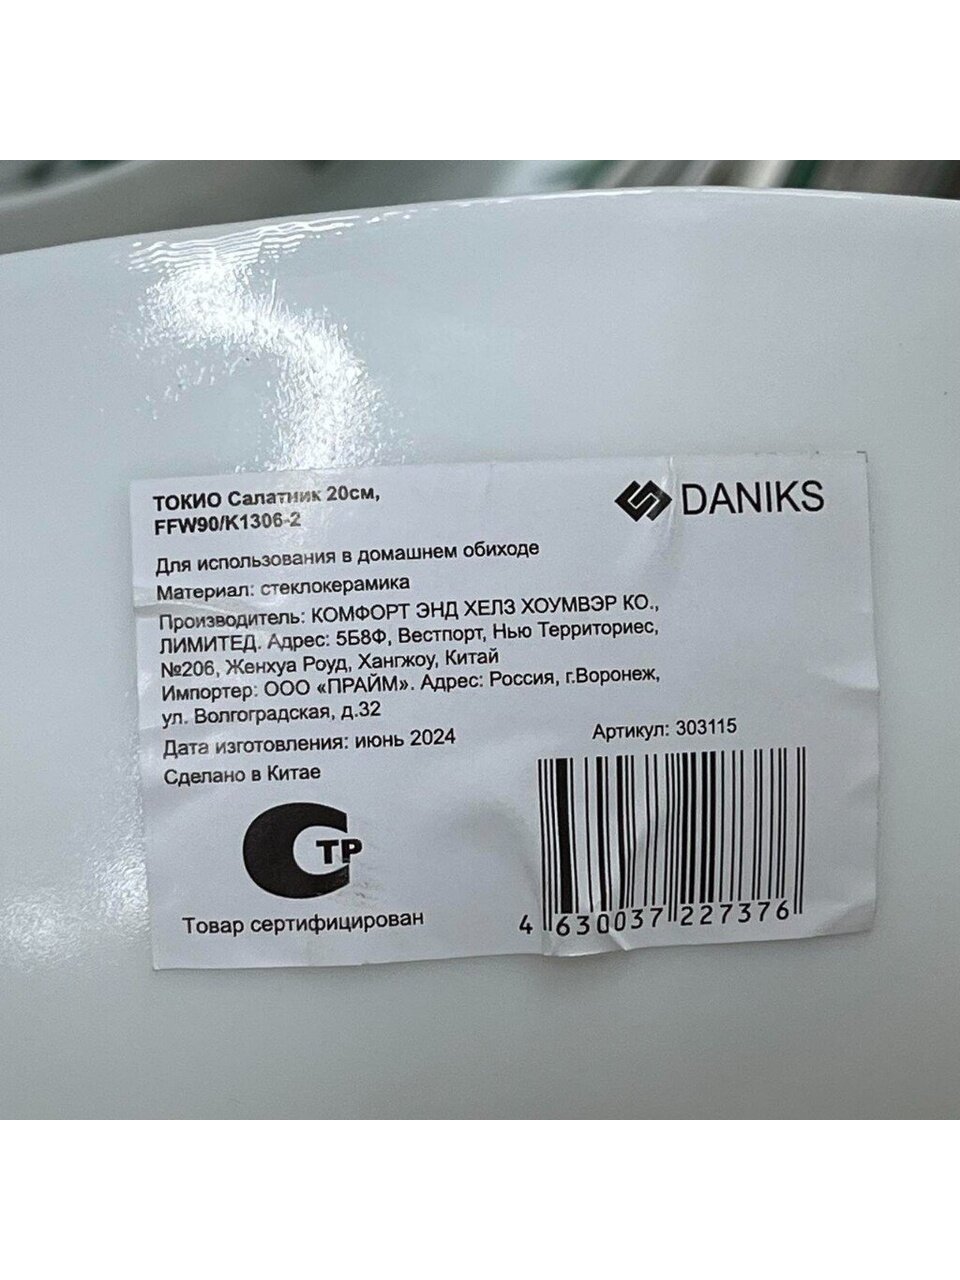 ТОКИО Салатник 20см,
FFW90/K1306-2
DANIKS
Для использования в домашнем обиходе
Материал: стеклокерамика
Производитель: КОМФОРТ ЭНД ХЕЛЗ ХОУМВЭР КО.,
ЛИМИТЕД. Адрес: 5Б8Ф, Вестпорт, Нью Территориес,
№206, Женхуа Роуд, Хангжоу, Китай
Импортер: ООО «ПРАЙМ». Адрес: Россия, г.Воронеж,
ул. Волгоградская, д.32
Дата изготовления: июнь 2024
Сделано в Китае
Артикул: 303115
СТР
Товар сертифицирован
4 630037 227376